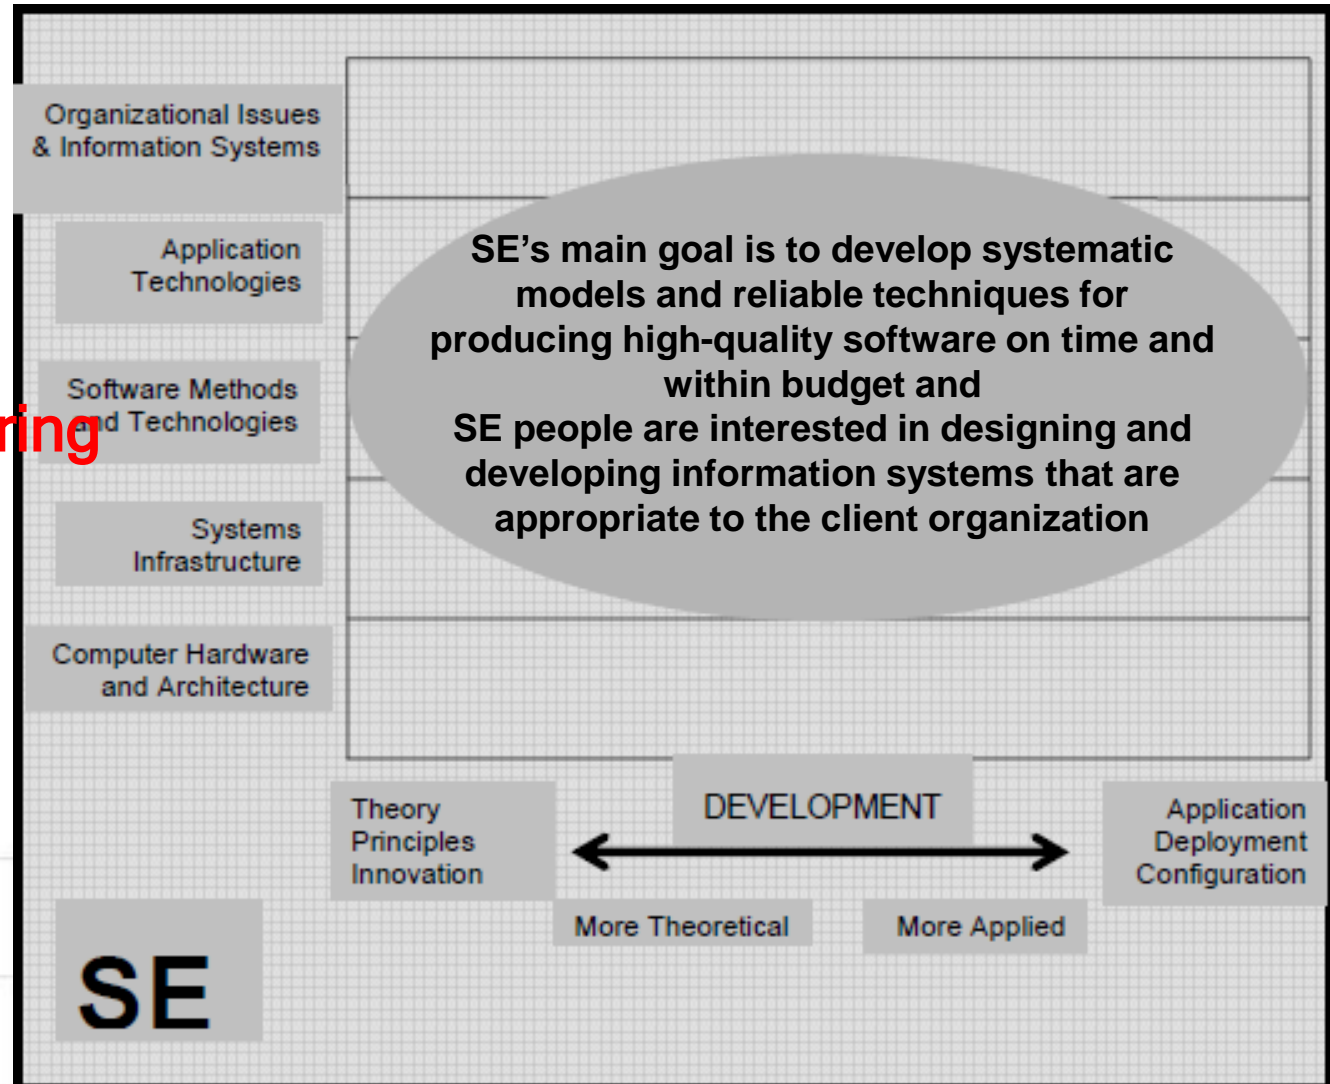 Organizational Issues
& Information Systems
Application
Technologies
Software Methods
and Technologies
ring
Systems
Infrastructure
Computer Hardware
and Architecture
SE’s main goal is to develop systematic
models and reliable techniques for
producing high-quality software on time and
within budget and
SE people are interested in designing and
developing information systems that are
appropriate to the client organization
Theory
Principles
Innovation
DEVELOPMENT
Application
Deployment
Configuration
More Theoretical
More Applied
SE